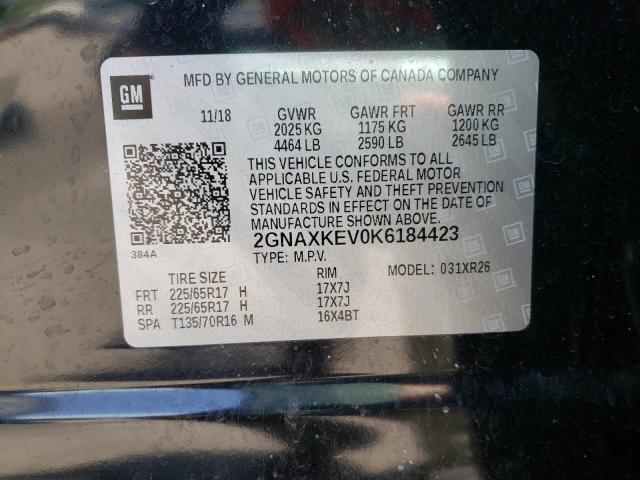 GM
MFD BY GENERAL MOTORS OF CANADA COMPANY
11/18 GVWR GAWR FRT GAWR RR
2025 KG 1175 KG 1200 KG
4464 LB 2590 LB 2645 LB
THIS VEHICLE CONFORMS TO ALL
APPLICABLE U.S. FEDERAL MOTOR
VEHICLE SAFETY AND THEFT PREVENTION
STANDARDS IN EFFECT ON THE DATE OF
MANUFACTURE SHOWN ABOVE.
384A
2GNAXKEV0K6184423
TYPE: M.P.V. MODEL: 031XR26
TIRE SIZE RIM
FRT 225/65R17 H 17X7J
RR 225/65R17 H 17X7J
SPA T135/70R16 M 16X4BT